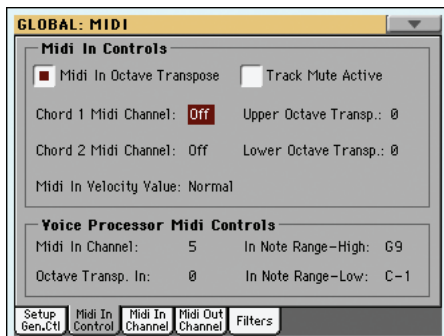 GLOBAL: MIDI
Midi In Controls
Midi In Octave Transpose Track Mute Active
Chord 1 Midi Channel: Off Upper Octave Transp.: 0
Chord 2 Midi Channel: Off Lower Octave Transp.: 0
Midi In Velocity Value: Normal
Voice Processor Midi Controls
Midi In Channel: 5 In Note Range-High: G9
Octave Transp. In: 0 In Note Range-Low: C-1
Setup Midi In Midi In Midi Out Filters
Gen.Ctl Control Channel Channel